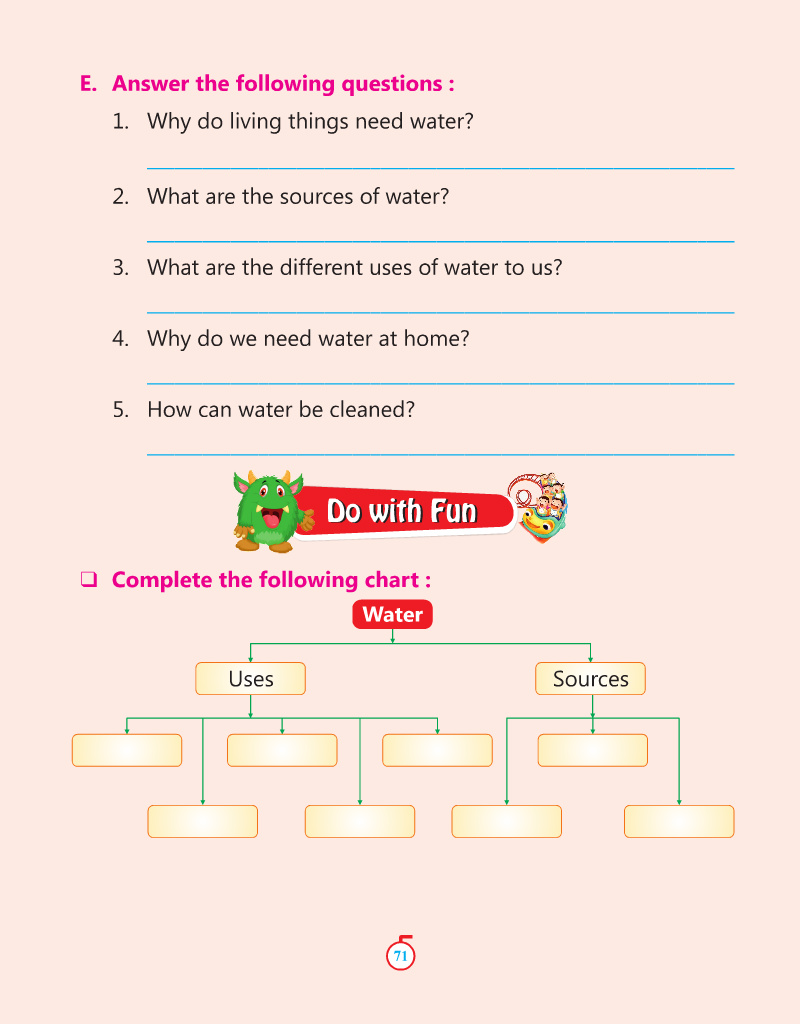 E. Answer the following questions :
1. Why do living things need water?
2. What are the sources of water?
3. What are the different uses of water to us?
4. Why do we need water at home?
5. How can water be cleaned?
Do with Fun
❑ Complete the following chart :
Water
Uses
Sources
71